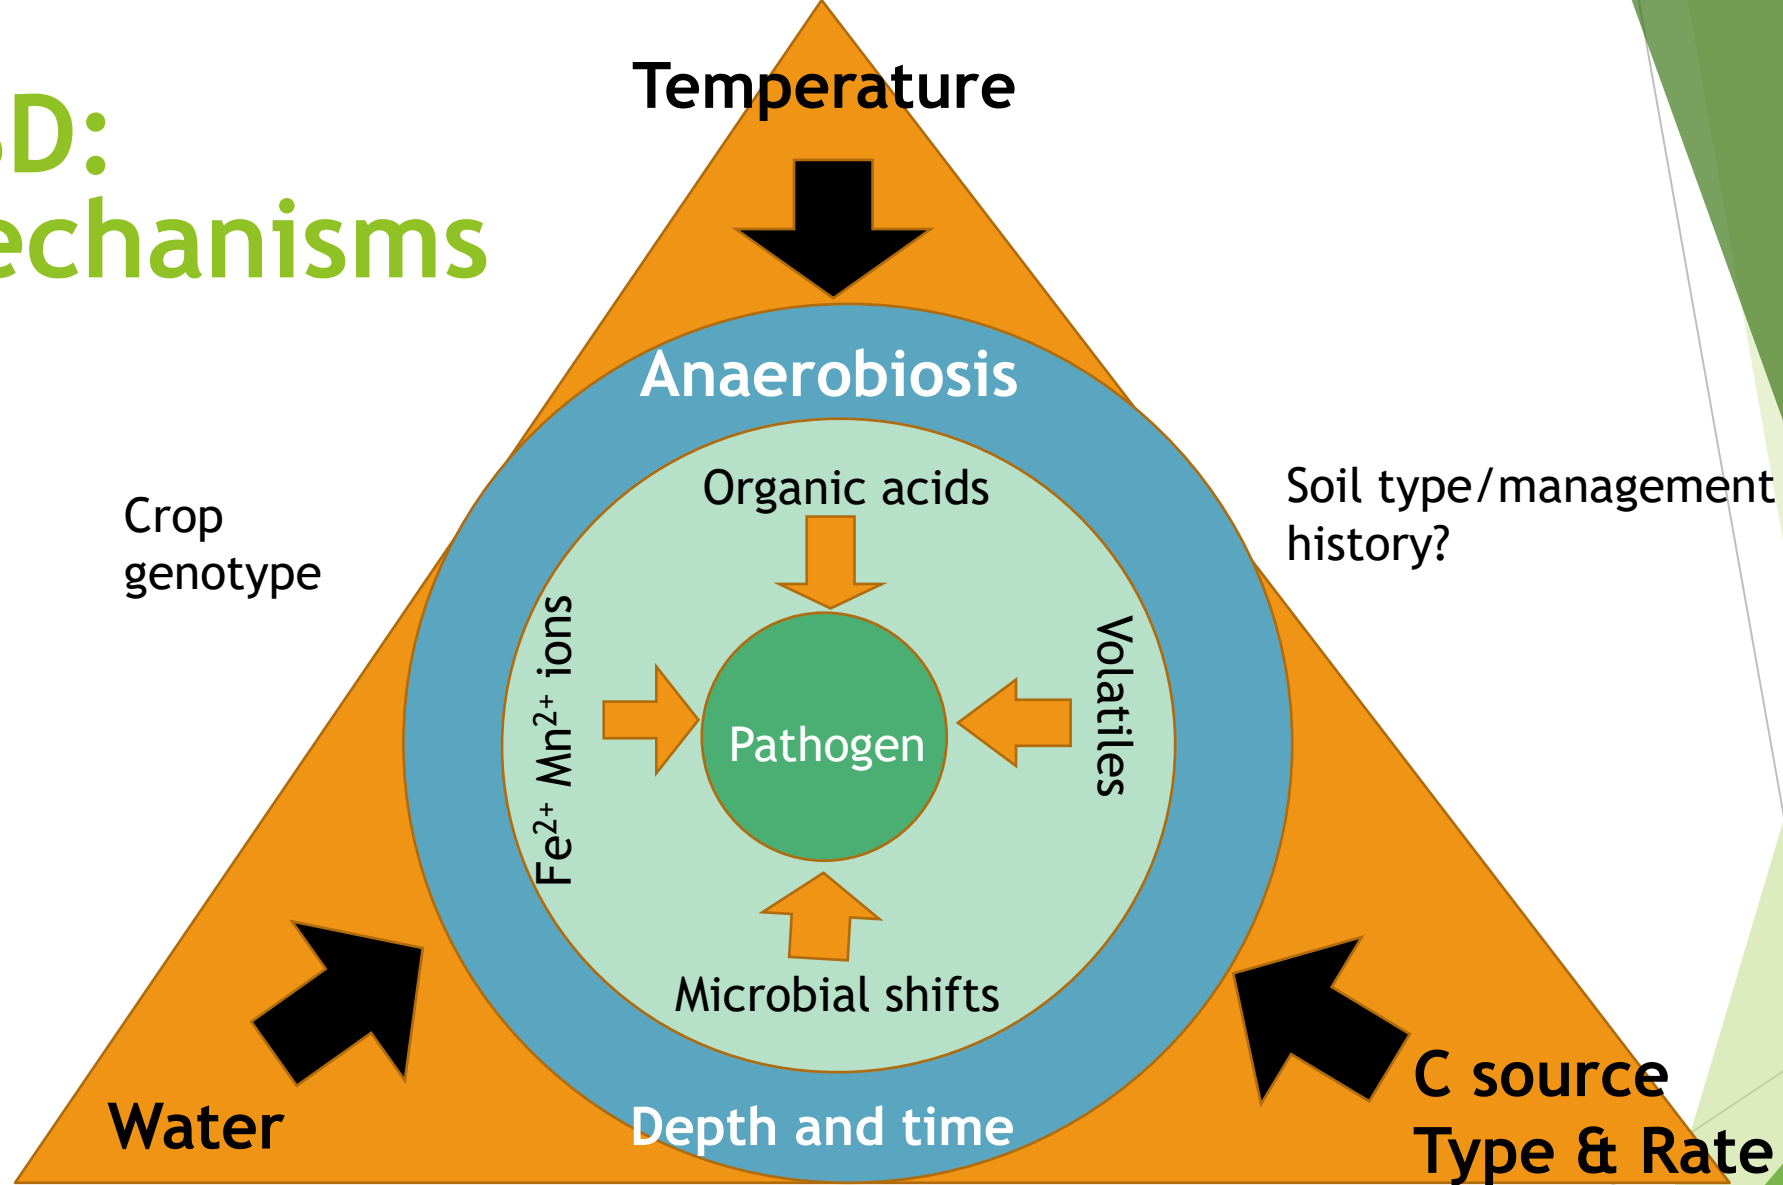 D:
echanisms
Temperature
Anaerobiosis
Organic acids
Crop
genotype
Soil type/management
history?
Fe²⁺ Mn²⁺ ions
Volatiles
Pathogen
Microbial shifts
Depth and time
Water
C source
Type & Rate